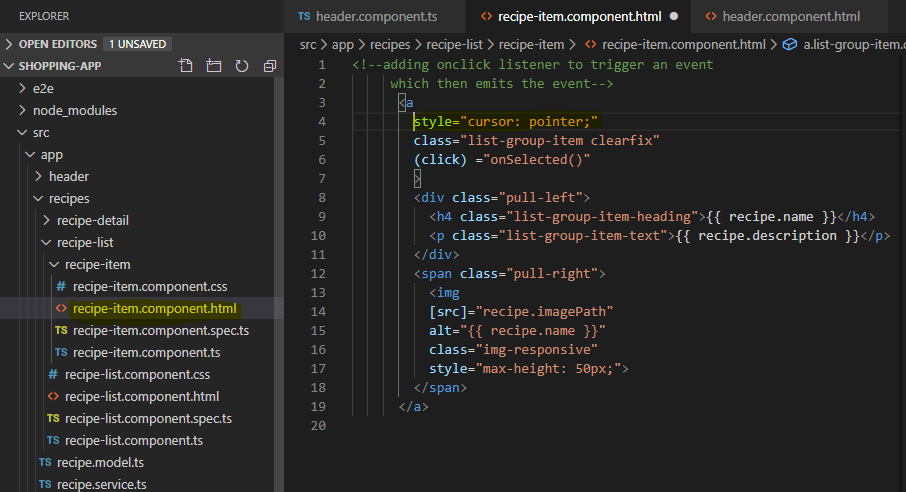 EXPLORER
OPEN EDITORS 1 UNSAVED
SHOPPING-APP
e2e
node_modules
src
app
header
recipes
recipe-detail
recipe-list
recipe-item
# recipe-item.component.css
<> recipe-item.component.html
TS recipe-item.component.spec.ts
TS recipe-item.component.ts
# recipe-list.component.css
<> recipe-list.component.html
TS recipe-list.component.spec.ts
TS recipe-list.component.ts
TS recipe.model.ts
TS recipe.service.ts
TS header.component.ts
<> recipe-item.component.html
<> header.component.html
src > app > recipes > recipe-list > recipe-item > <> recipe-item.component.html > a.list-group-item.c
1 <!--adding onclick listener to trigger an event
2 which then emits the event-->
3 <a
4 style="cursor: pointer;"
5 class="list-group-item clearfix"
6 (click) ="onSelected()"
7 >
8 <div class="pull-left">
9 <h4 class="list-group-item-heading">{{ recipe.name }}</h4>
10 <p class="list-group-item-text">{{ recipe.description }}</p>
11 </div>
12 <span class="pull-right">
13 <img
14 [src]="recipe.imagePath"
15 alt="{{ recipe.name }}"
16 class="img-responsive"
17 style="max-height: 50px;">
18 </span>
19 </a>
20